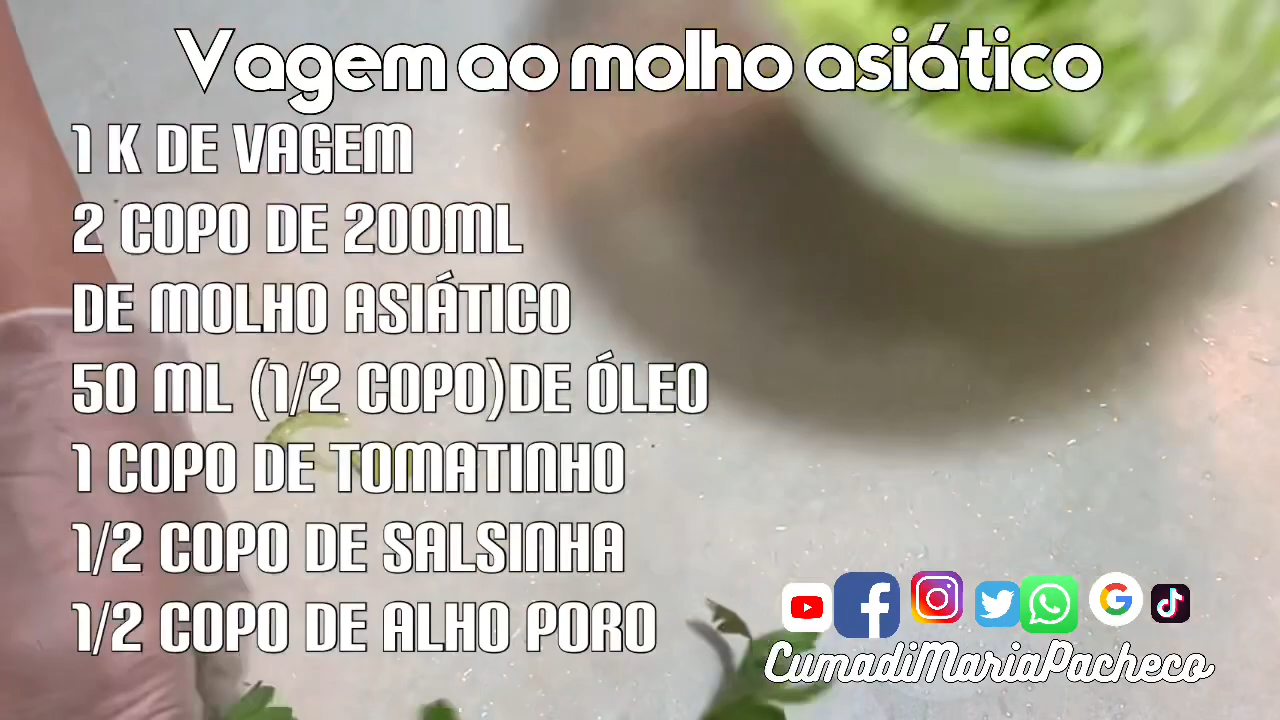 Vagem ao molho asiático
1 K DE VAGEM
2 COPO DE 200ML
DE MOLHO ASIÁTICO
50 ML (1/2 COPO)DE ÓLEO
1 COPO DE TOMATINHO
1/2 COPO DE SALSINHA
1/2 COPO DE ALHO PORO
CumadiMariaPacheco